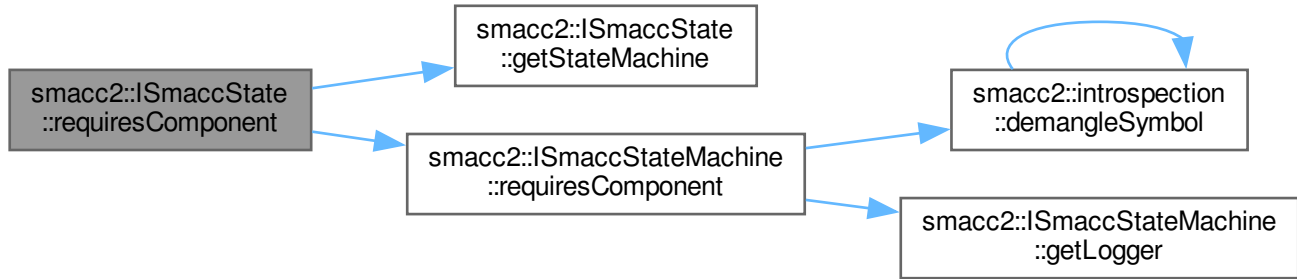 smacc2::ISmaccState
::requiresComponent
smacc2::ISmaccState
::getStateMachine
smacc2::ISmaccStateMachine
::requiresComponent
smacc2::introspection
::demangleSymbol
smacc2::ISmaccStateMachine
::getLogger